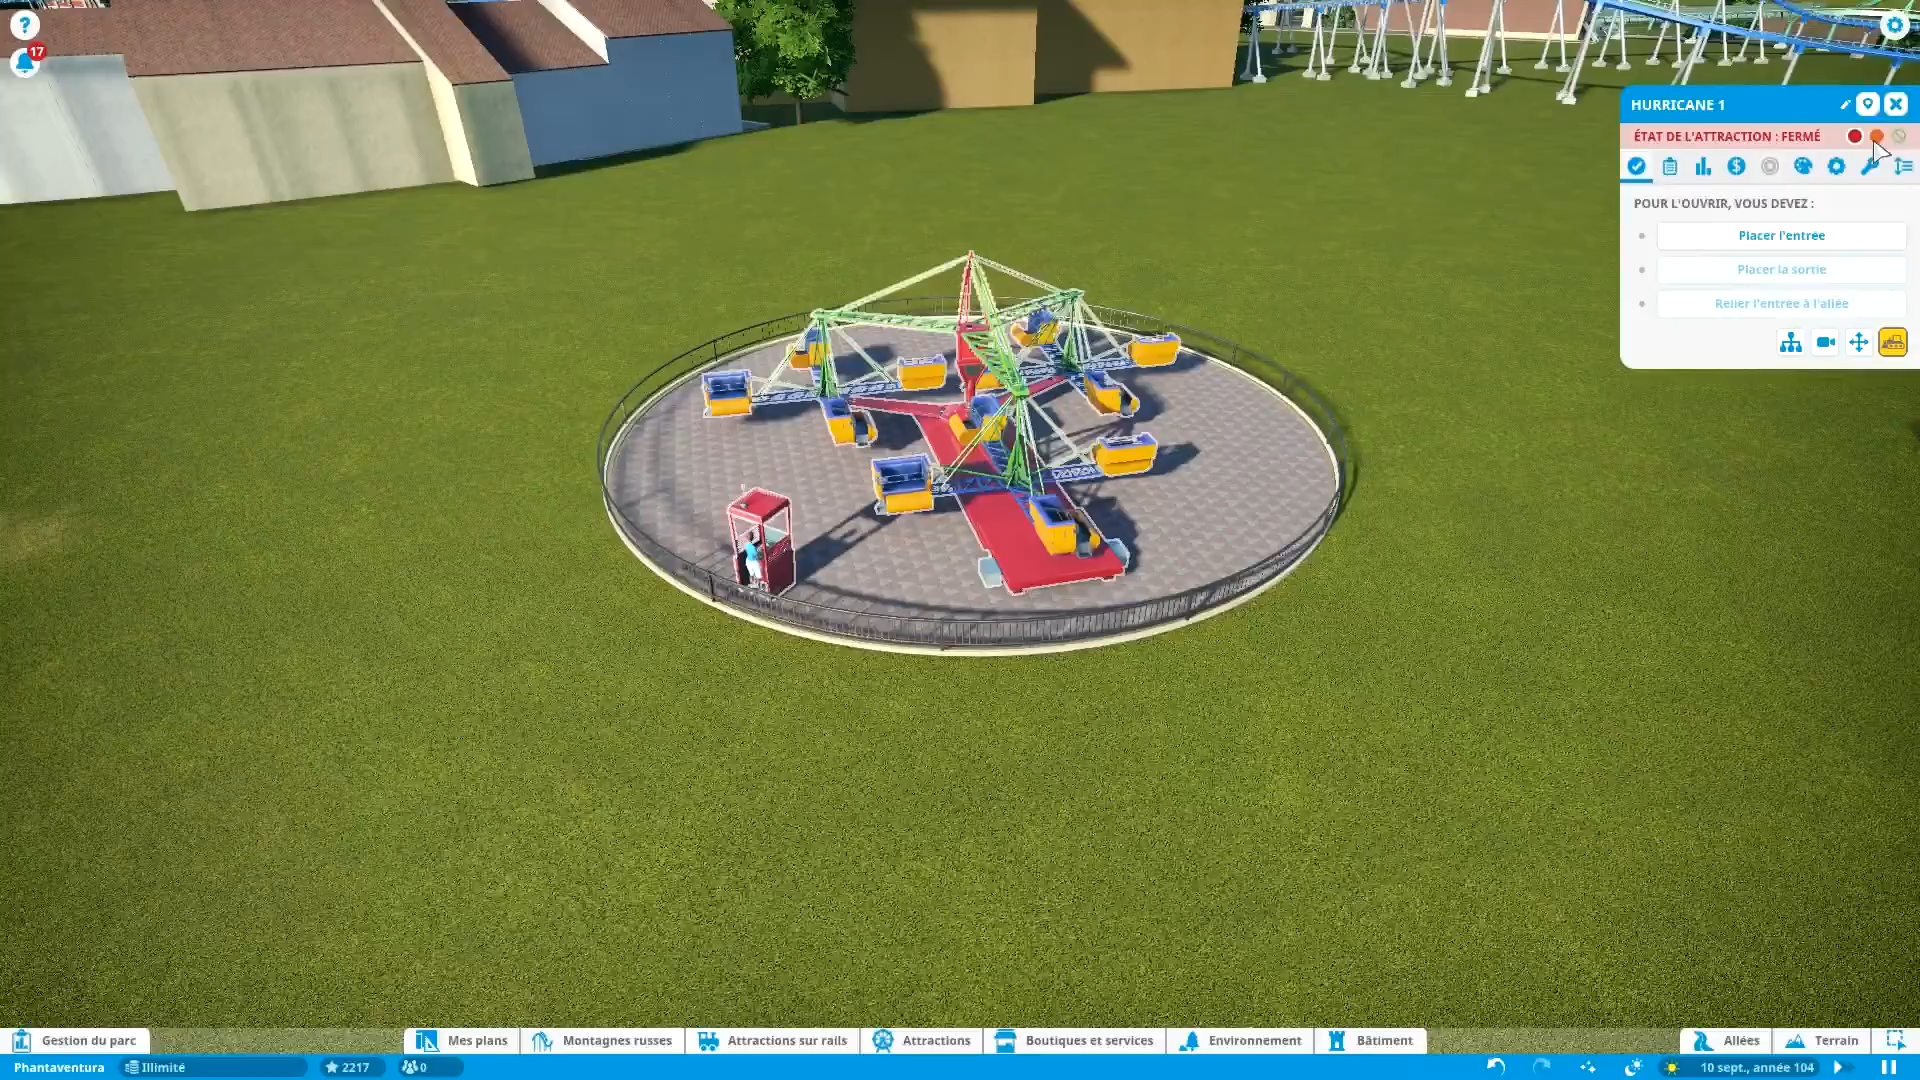 ?
17
HURRICANE 1
ÉTAT DE L'ATTRACTION : FERMÉ
POUR L'OUVRIR, VOUS DEVEZ :
Placer l'entrée
Placer la sortie
Relier l'entrée à l'allée
Gestion du parc
Mes plans
Montagnes russes
Attractions sur rails
Attractions
Boutiques et services
Environnement
Bâtiment
Allées
Terrain
Phantaventura
Illimité
2217
0
10 sept., année 104